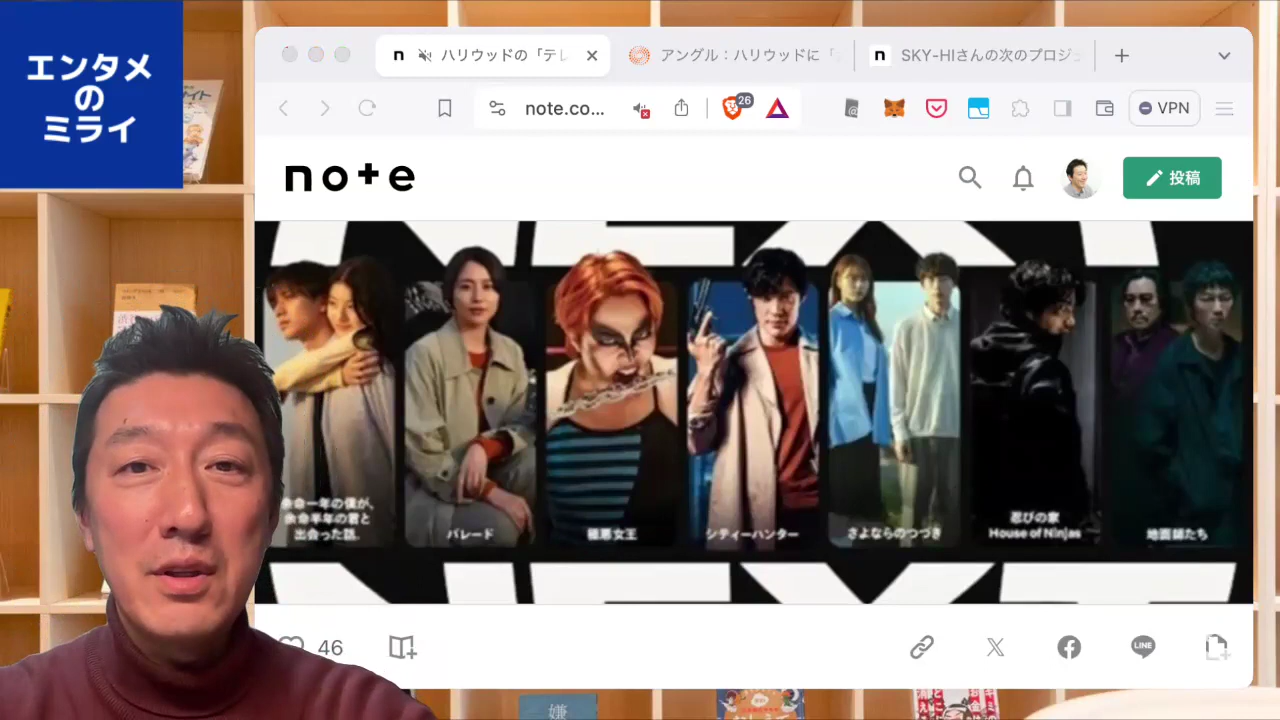 エンタメ
の
ミライ
n ハリウッドの「テレ
アングル：ハリウッドに「
n SKY-HIさんの次のプロジ
note.co...
26
VPN
note
投稿
NEXT
余命一年の僕が、
余命半年の君と
出会った話。
パレード
極悪女王
シティーハンター
さよならのつづき
忍びの家
House of Ninjas
地面師たち
NEXT
46
LINE
嫌